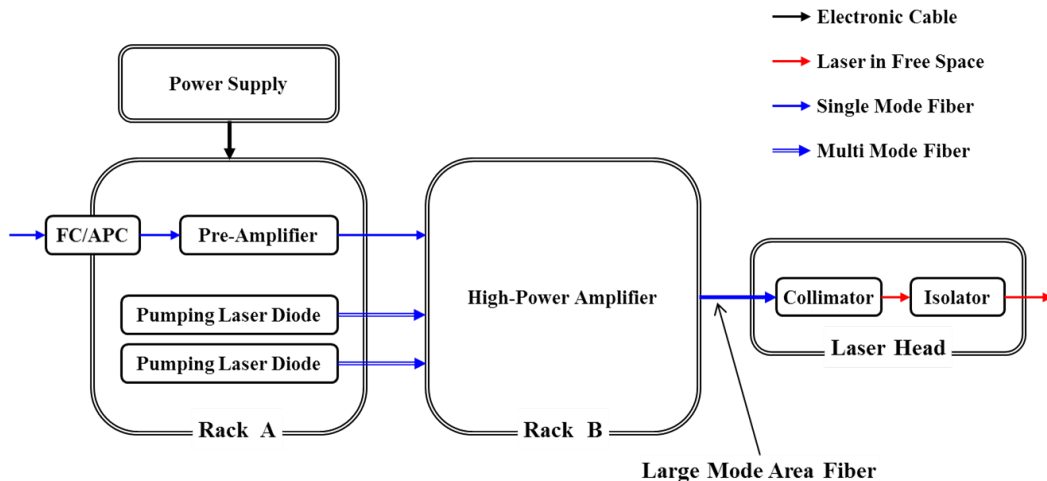 Electronic Cable
Laser in Free Space
Single Mode Fiber
Multi Mode Fiber
Power Supply
FC/APC
Pre-Amplifier
Pumping Laser Diode
Pumping Laser Diode
Rack A
High-Power Amplifier
Rack B
Collimator
Isolator
Laser Head
Large Mode Area Fiber